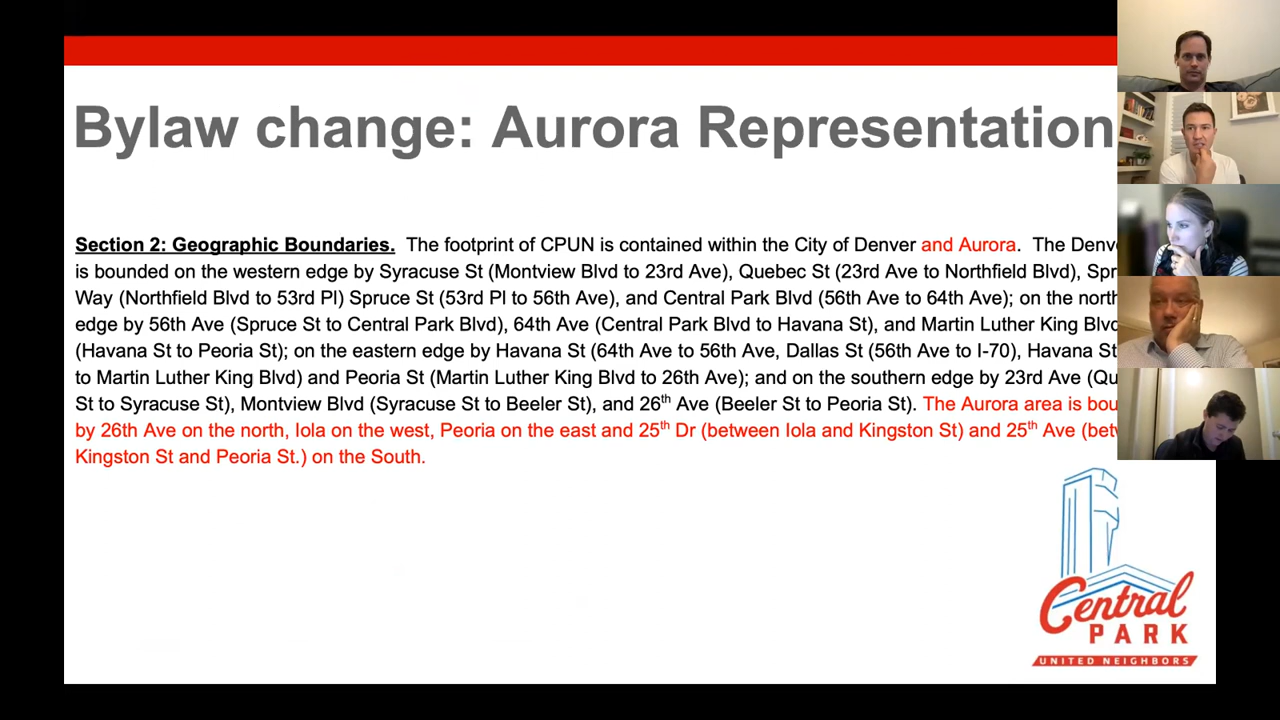 Bylaw change: Aurora Representation
Section 2: Geographic Boundaries. The footprint of CPUN is contained within the City of Denver and Aurora. The Denv
is bounded on the western edge by Syracuse St (Montview Blvd to 23rd Ave), Quebec St (23rd Ave to Northfield Blvd), Spr
Way (Northfield Blvd to 53rd Pl) Spruce St (53rd Pl to 56th Ave), and Central Park Blvd (56th Ave to 64th Ave); on the north
edge by 56th Ave (Spruce St to Central Park Blvd), 64th Ave (Central Park Blvd to Havana St), and Martin Luther King Blvd
(Havana St to Peoria St); on the eastern edge by Havana St (64th Ave to 56th Ave, Dallas St (56th Ave to I-70), Havana St
to Martin Luther King Blvd) and Peoria St (Martin Luther King Blvd to 26th Ave); and on the southern edge by 23rd Ave (Qu
St to Syracuse St), Montview Blvd (Syracuse St to Beeler St), and 26th Ave (Beeler St to Peoria St). The Aurora area is bou
by 26th Ave on the north, Iola on the west, Peoria on the east and 25th Dr (between Iola and Kingston St) and 25th Ave (bet
Kingston St and Peoria St.) on the South.
Central
PARK
UNITED NEIGHBORS